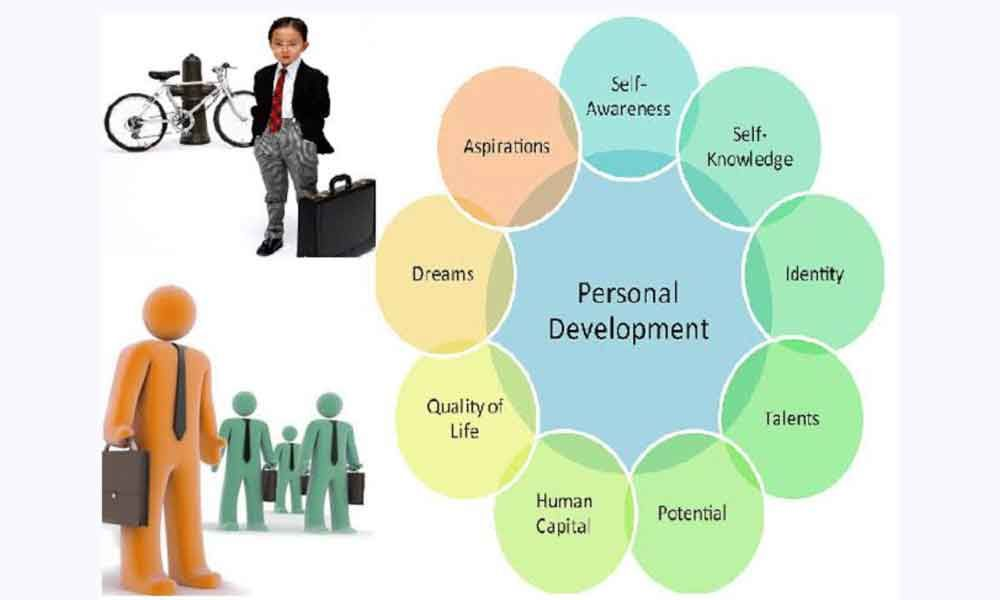 Personal
Development
Self-
Awareness
Self-
Knowledge
Identity
Talents
Potential
Human
Capital
Quality of
Life
Dreams
Aspirations